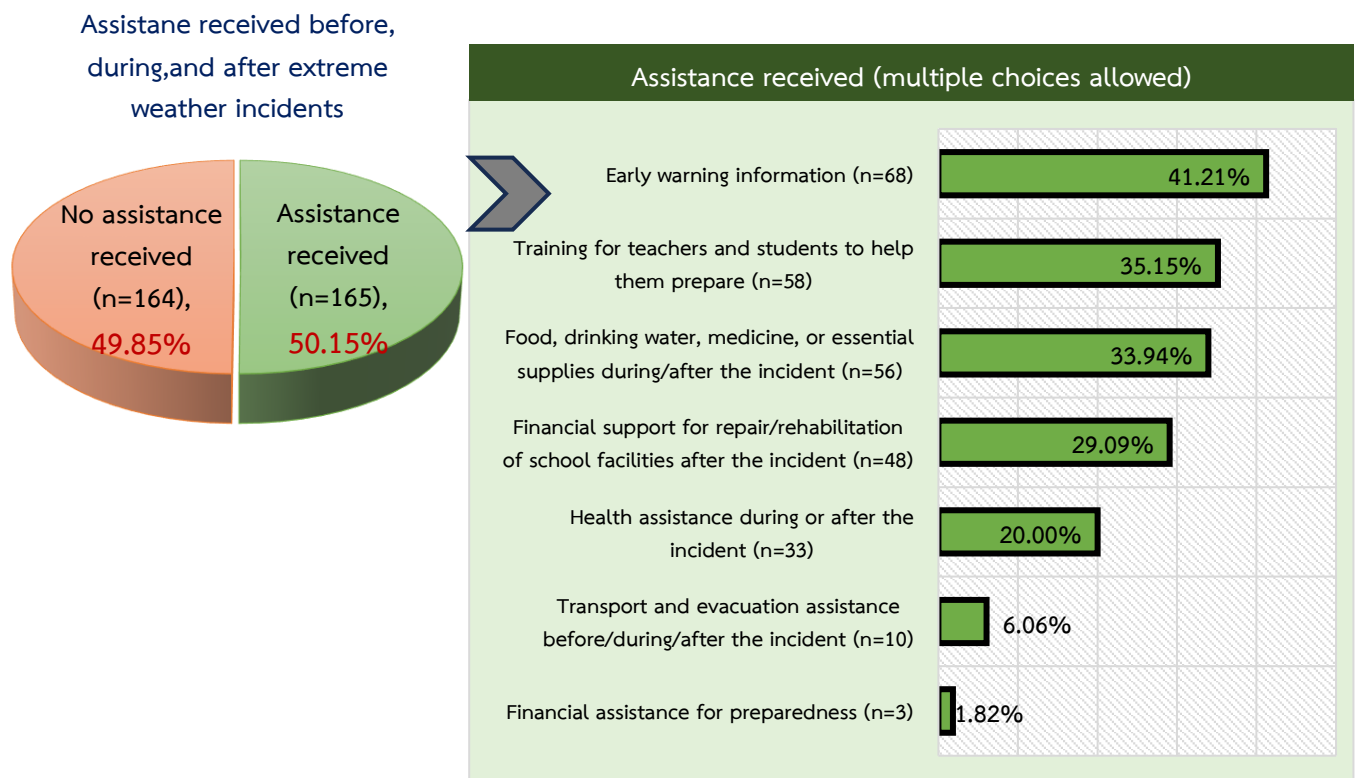 Assistane received before,
during,and after extreme
weather incidents
No assistance
received
(n=164),
49.85%
Assistance
received
(n=165),
50.15%
Assistance received (multiple choices allowed)
Early warning information (n=68)
41.21%
Training for teachers and students to help
them prepare (n=58)
35.15%
Food, drinking water, medicine, or essential
supplies during/after the incident (n=56)
33.94%
Financial support for repair/rehabilitation
of school facilities after the incident (n=48)
29.09%
Health assistance during or after the
incident (n=33)
20.00%
Transport and evacuation assistance
before/during/after the incident (n=10)
6.06%
Financial assistance for preparedness (n=3)
1.82%